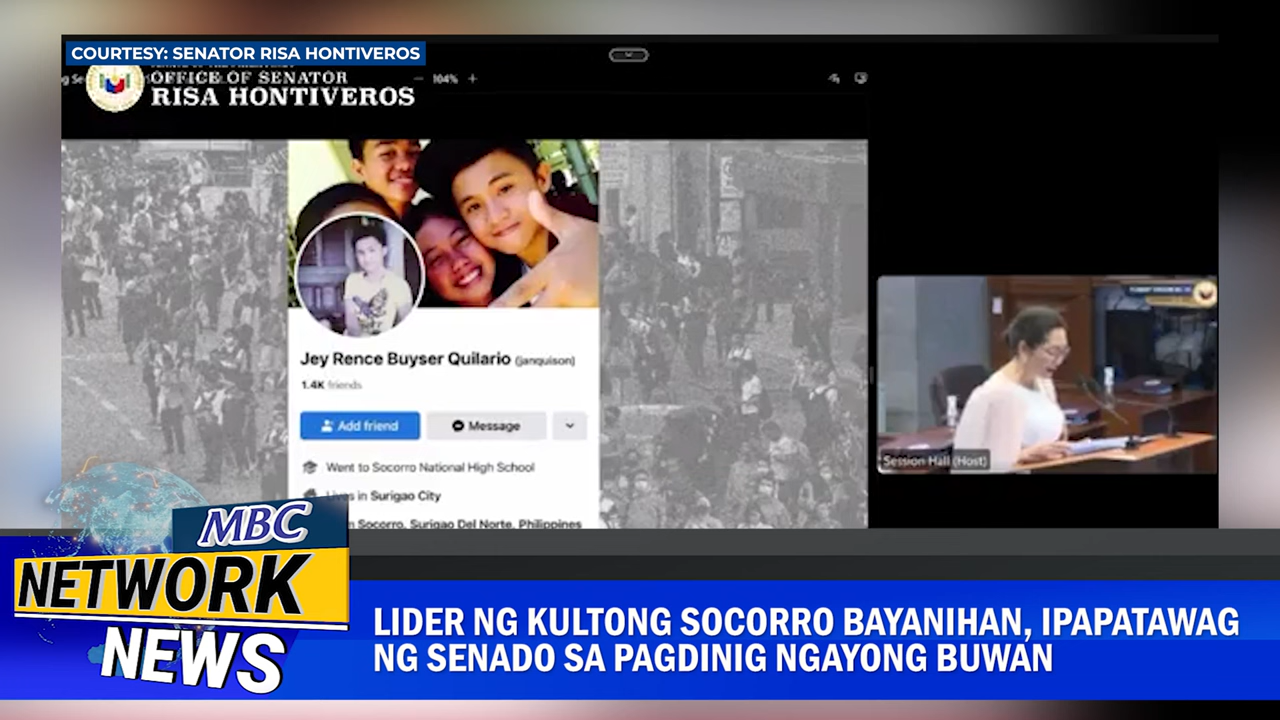 COURTESY: SENATOR RISA HONTIVEROS
OFFICE OF SENATOR
RISA HONTIVEROS
104%
Jey Rence Buyser Quilario (janquison)
1.4K friends
Add friend
Message
Went to Socorro National High School
Lives in Surigao City
Socorro, Surigao Del Norte, Philippines
Session Hall (Host)
MBC
NETWORK
NEWS
LIDER NG KULTONG SOCORRO BAYANIHAN, IPAPATAWAG
NG SENADO SA PAGDINIG NGAYONG BUWAN